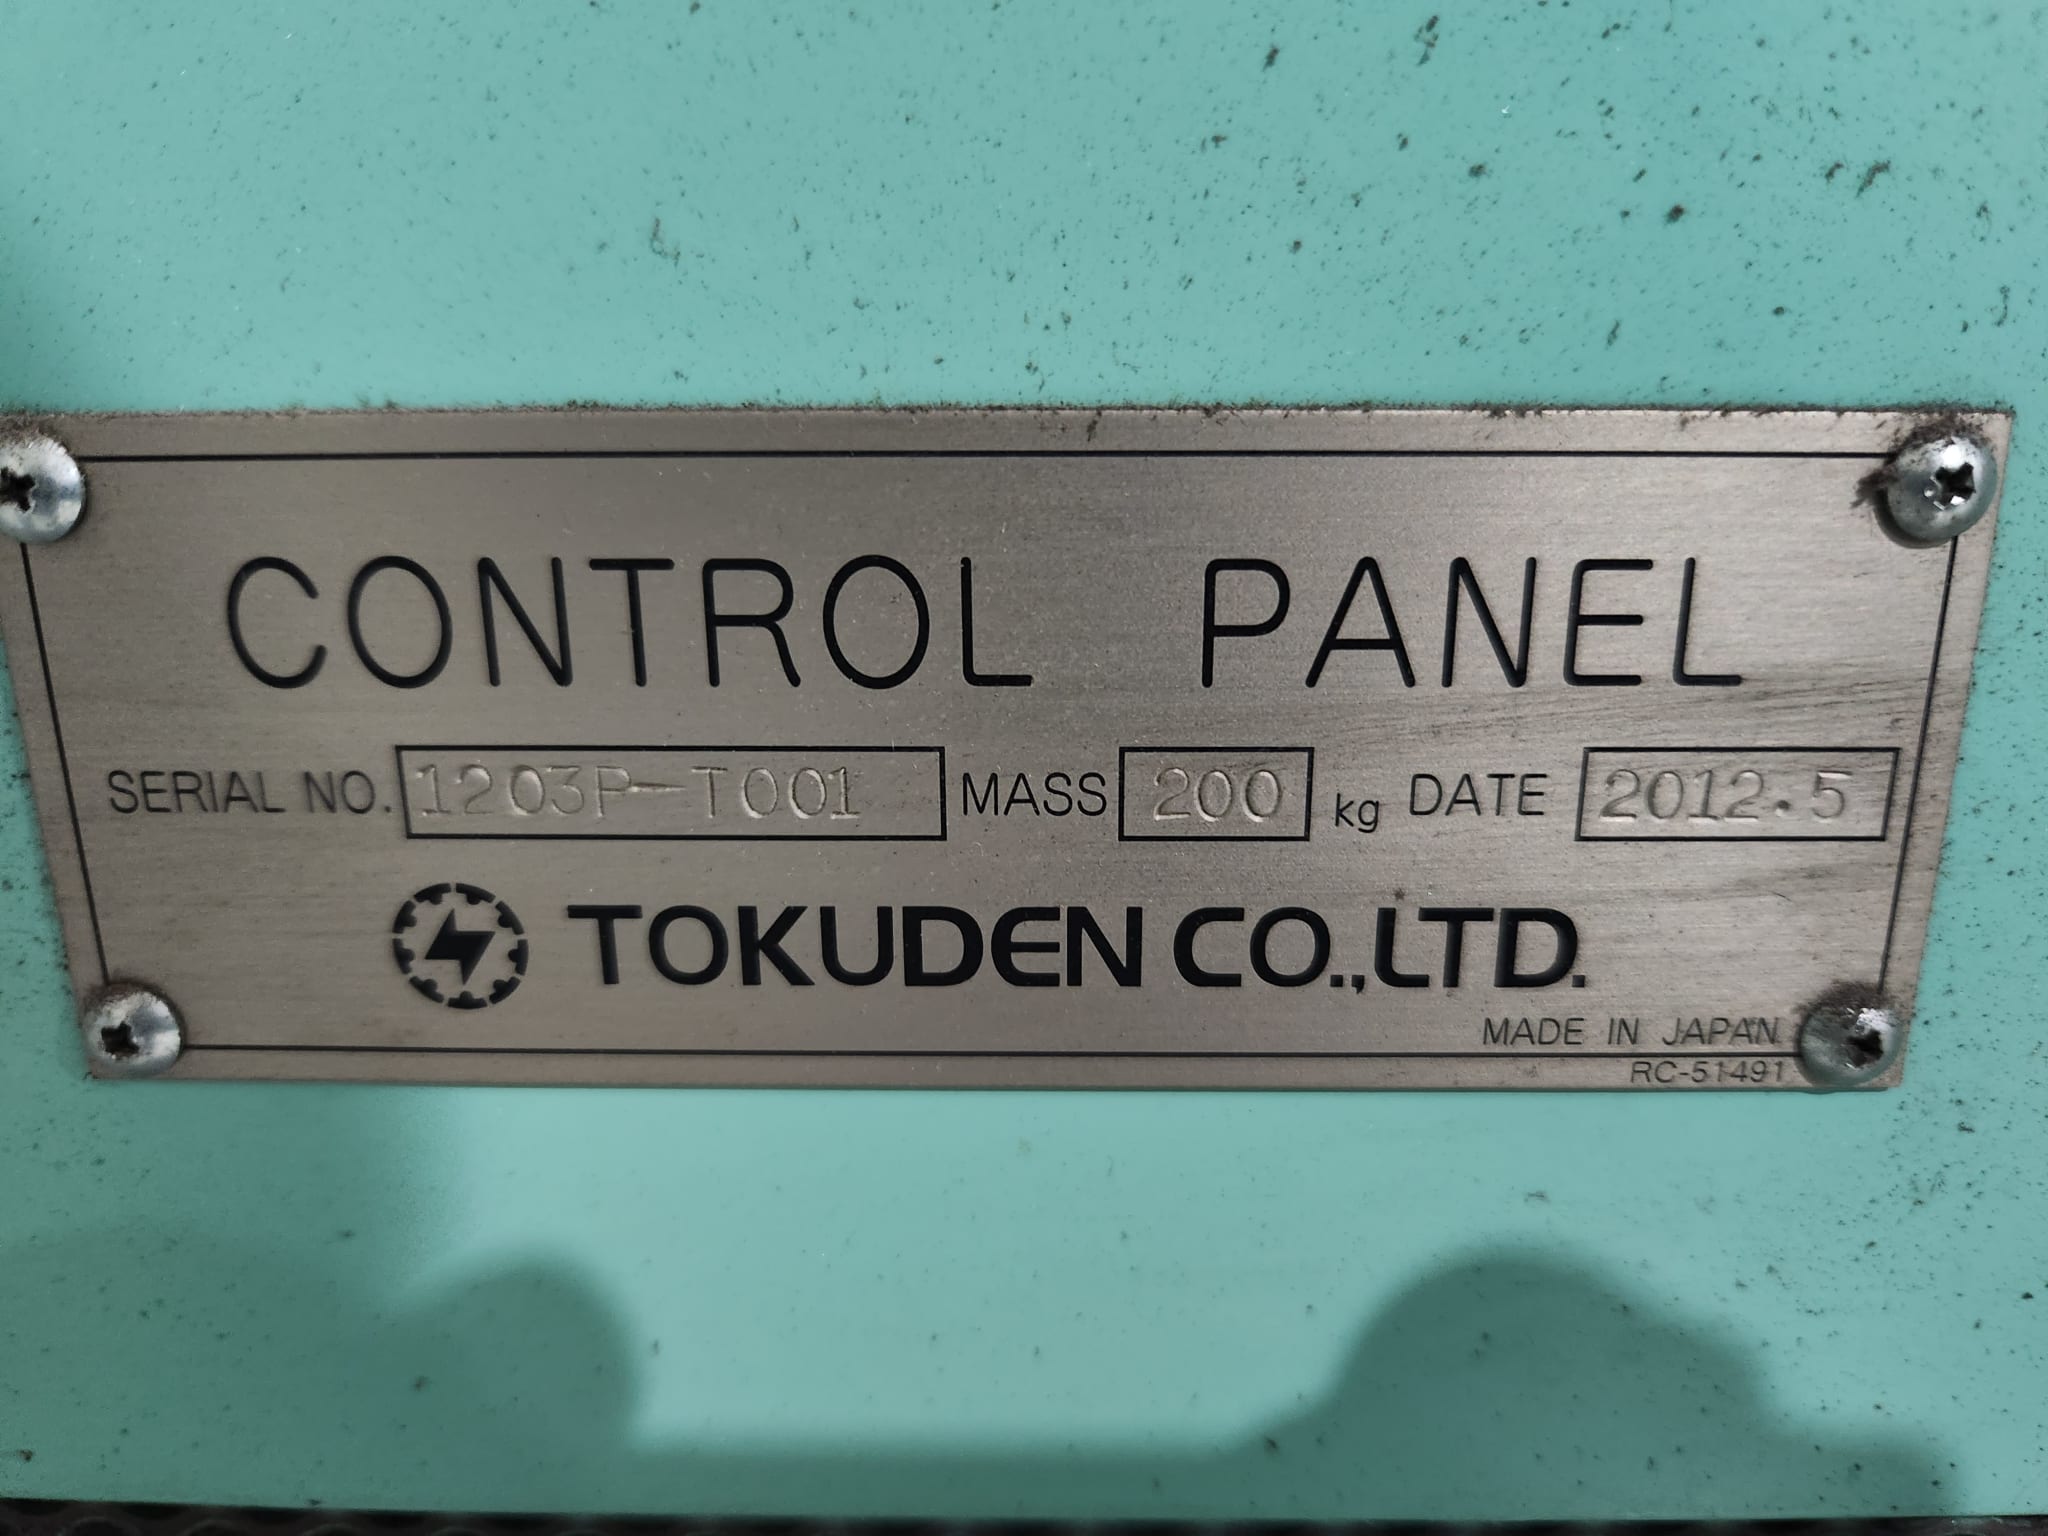 CONTROL PANEL
SERIAL NO. 1203P-T001 MASS 200 kg DATE 2012.5
TOKUDEN CO.,LTD.
MADE IN JAPAN
RC-51491